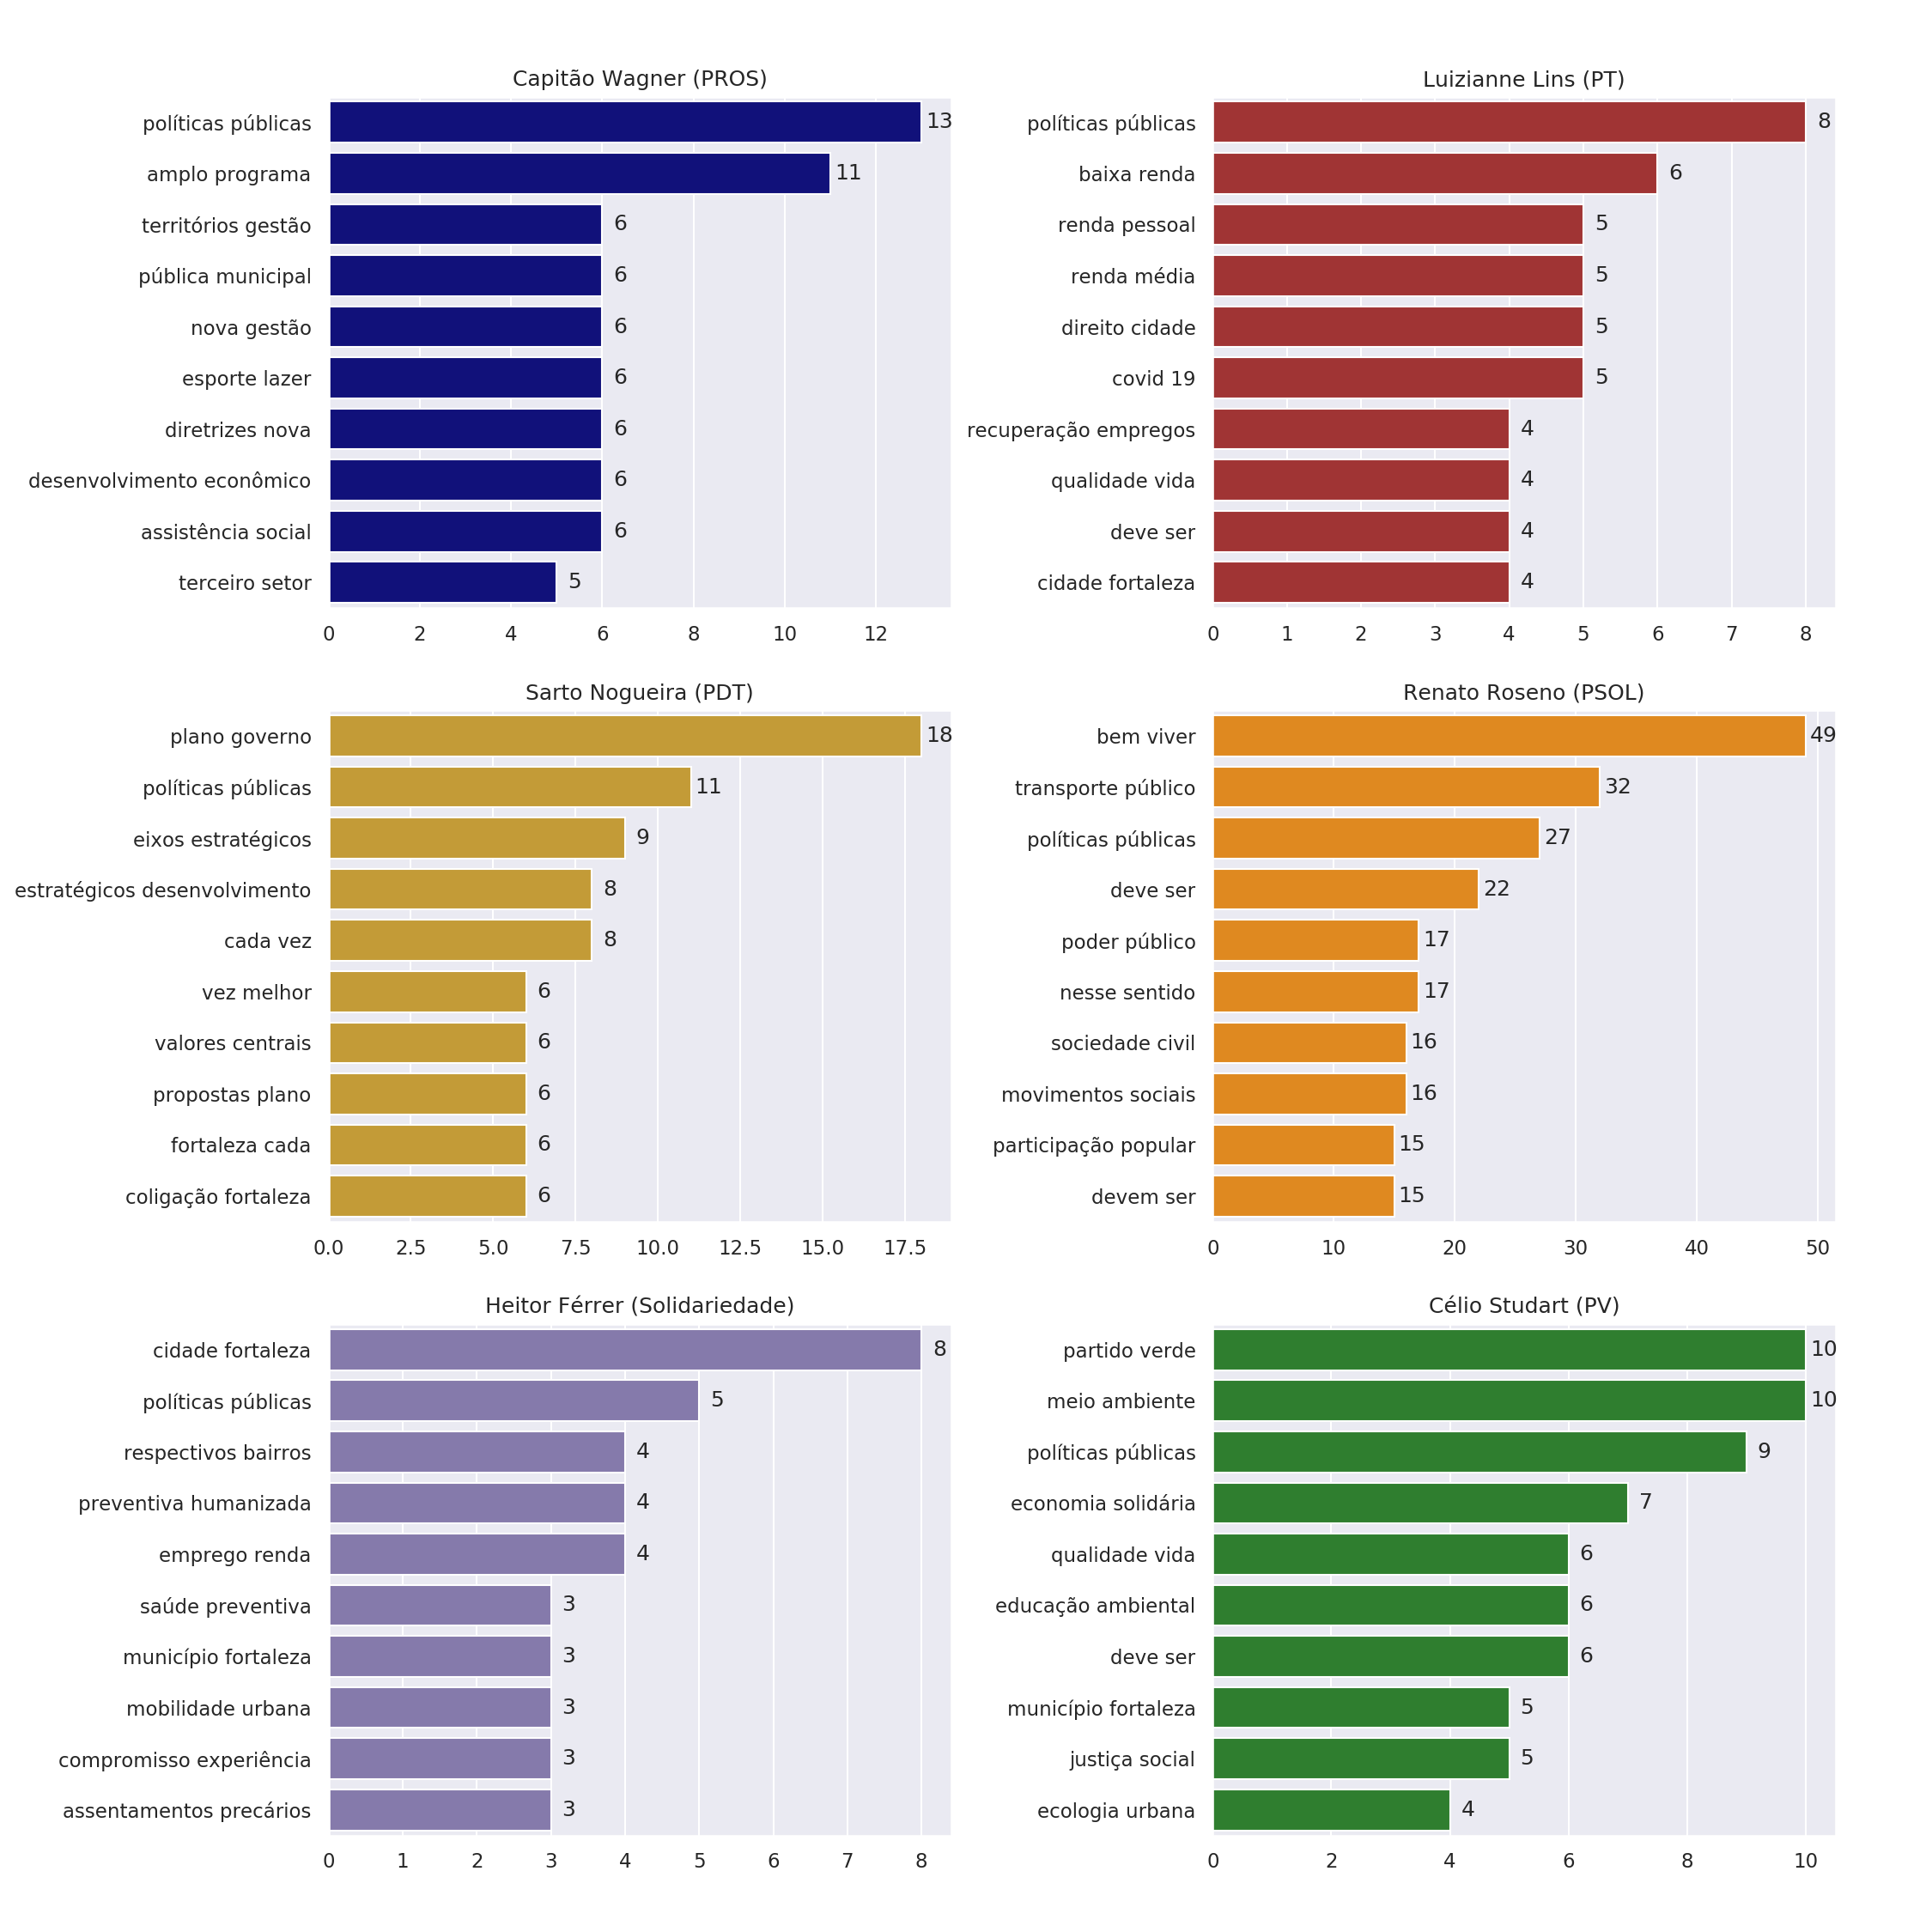 Capitão Wagner (PROS)
políticas públicas 13
amplo programa 11
territórios gestão 6
pública municipal 6
nova gestão 6
esporte lazer 6
diretrizes nova 6
desenvolvimento econômico 6
assistência social 6
terceiro setor 5
0 2 4 6 8 10 12
Luizianne Lins (PT)
políticas públicas 8
baixa renda 6
renda pessoal 5
renda média 5
direito cidade 5
covid 19 5
recuperação empregos 4
qualidade vida 4
deve ser 4
cidade fortaleza 4
0 1 2 3 4 5 6 7 8
Sarto Nogueira (PDT)
plano governo 18
políticas públicas 11
eixos estratégicos 9
estratégicos desenvolvimento 8
cada vez 8
vez melhor 6
valores centrais 6
propostas plano 6
fortaleza cada 6
coligação fortaleza 6
0.0 2.5 5.0 7.5 10.0 12.5 15.0 17.5
Renato Roseno (PSOL)
bem viver 49
transporte público 32
políticas públicas 27
deve ser 22
poder público 17
nesse sentido 17
sociedade civil 16
movimentos sociais 16
participação popular 15
devem ser 15
0 10 20 30 40 50
Heitor Férrer (Solidariedade)
cidade fortaleza 8
políticas públicas 5
respectivos bairros 4
preventiva humanizada 4
emprego renda 4
saúde preventiva 3
município fortaleza 3
mobilidade urbana 3
compromisso experiência 3
assentamentos precários 3
0 1 2 3 4 5 6 7 8
Célio Studart (PV)
partido verde 10
meio ambiente 10
políticas públicas 9
economia solidária 7
qualidade vida 6
educação ambiental 6
deve ser 6
município fortaleza 5
justiça social 5
ecologia urbana 4
0 2 4 6 8 10